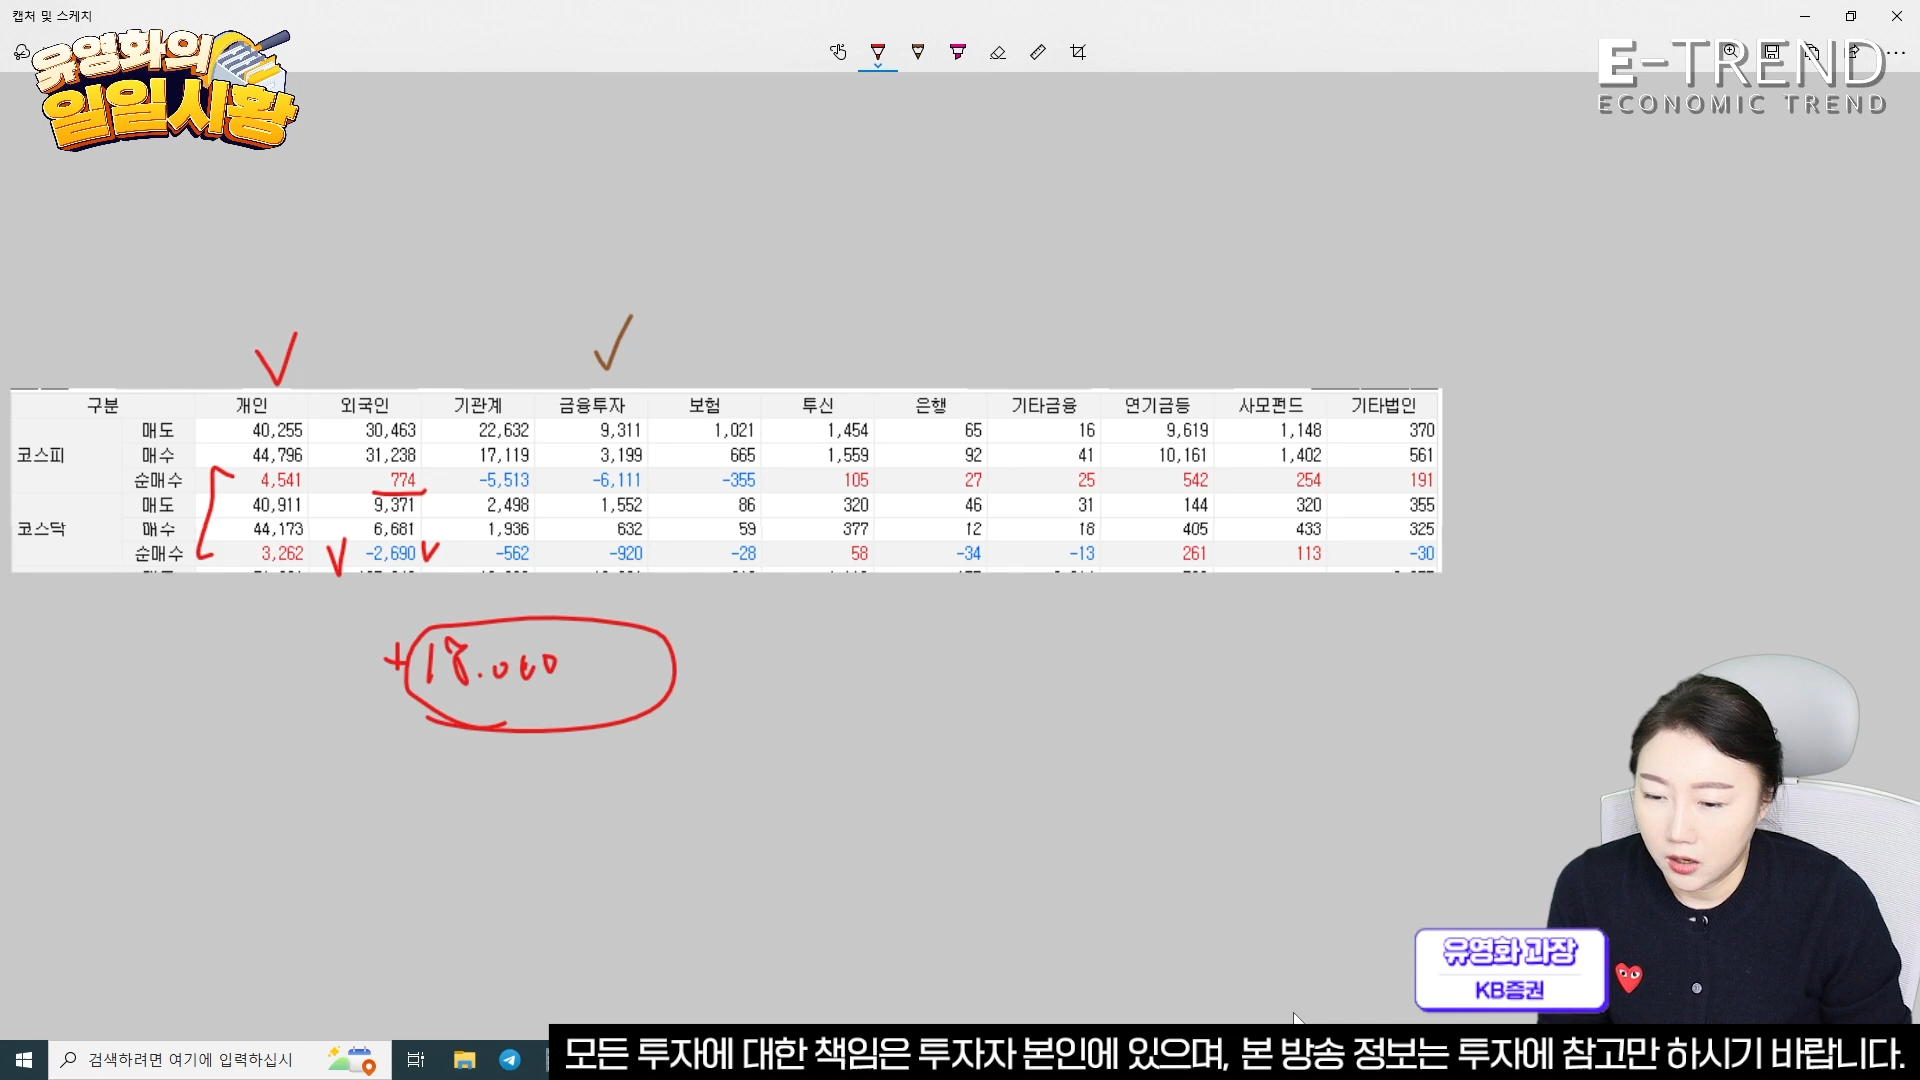 캡처 및 스케치
유영화의
일일시황
E-TREND
ECONOMIC TREND
구분 개인 외국인 기관계 금융투자 보험 투신 은행 기타금융 연기금등 사모펀드 기타법인
매도 40,255 30,463 22,632 9,311 1,021 1,454 65 16 9,619 1,148 370
코스피 매수 44,796 31,238 17,119 3,199 665 1,559 92 41 10,161 1,402 561
순매수 4,541 774 -5,513 -6,111 -355 105 27 25 542 254 191
매도 40,911 9,371 2,498 1,552 86 320 46 31 144 320 355
코스닥 매수 44,173 6,681 1,936 632 59 377 12 18 405 433 325
순매수 3,262 -2,690 -562 -920 -28 58 -34 -13 261 113 -30
+18.000
유영화 과장
KB증권
검색하려면 여기에 입력하십시
모든 투자에 대한 책임은 투자자 본인에 있으며, 본 방송 정보는 투자에 참고만 하시기 바랍니다.